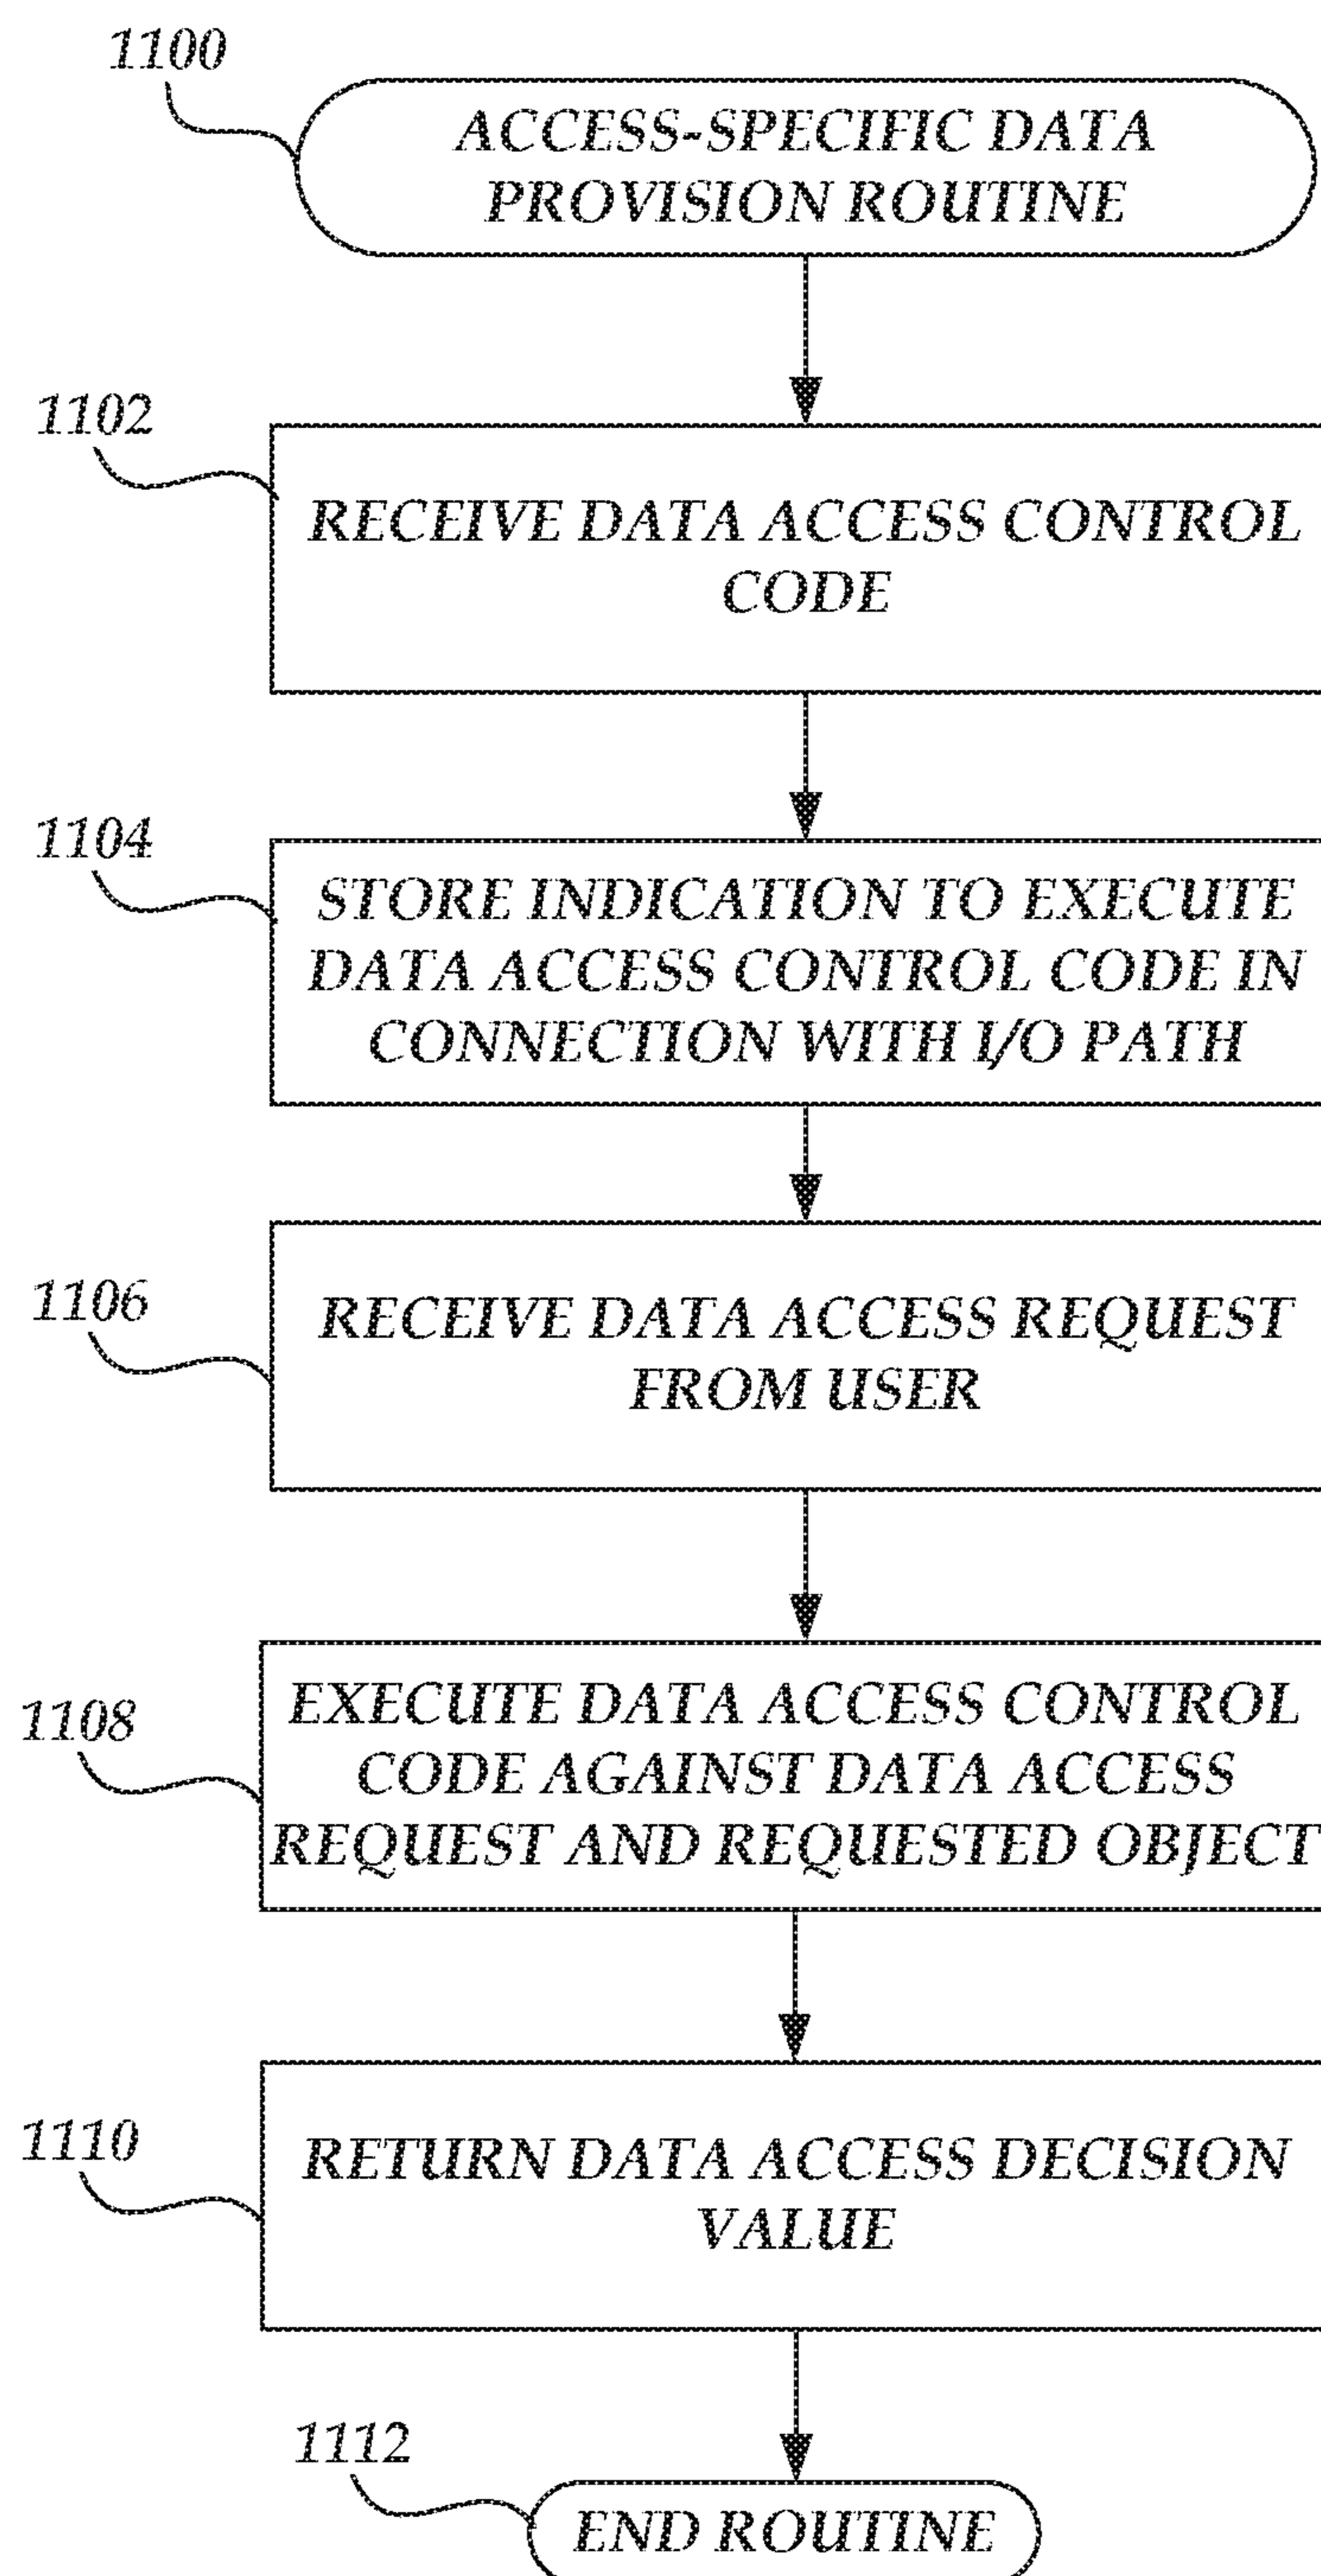 1100
ACCESS-SPECIFIC DATA
PROVISION ROUTINE
1102
RECEIVE DATA ACCESS CONTROL
CODE
1104
STORE INDICATION TO EXECUTE
DATA ACCESS CONTROL CODE IN
CONNECTION WITH I/O PATH
1106
RECEIVE DATA ACCESS REQUEST
FROM USER
1108
EXECUTE DATA ACCESS CONTROL
CODE AGAINST DATA ACCESS
REQUEST AND REQUESTED OBJECT
1110
RETURN DATA ACCESS DECISION
VALUE
1112
END ROUTINE